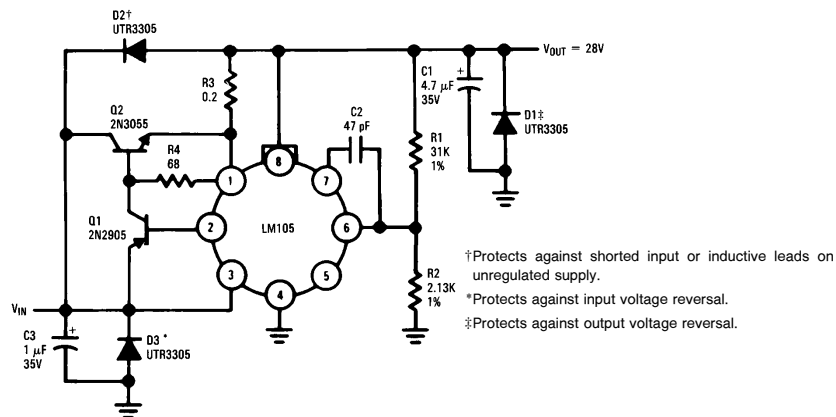 D2†
UTR3305
VOUT = 28V
R3
0.2
C1
4.7 μF
35V
+
D1‡
UTR3305
Q2
2N3055
C2
47 pF
R4
68
R1
31K
1%
8
1
7
Q1
2N2905
2
LM105
6
3
5
4
R2
2.13K
1%
†Protects against shorted input or inductive leads on
unregulated supply.
*Protects against input voltage reversal.
‡Protects against output voltage reversal.
VIN
C3
1 μF
35V
+
D3 *
UTR3305